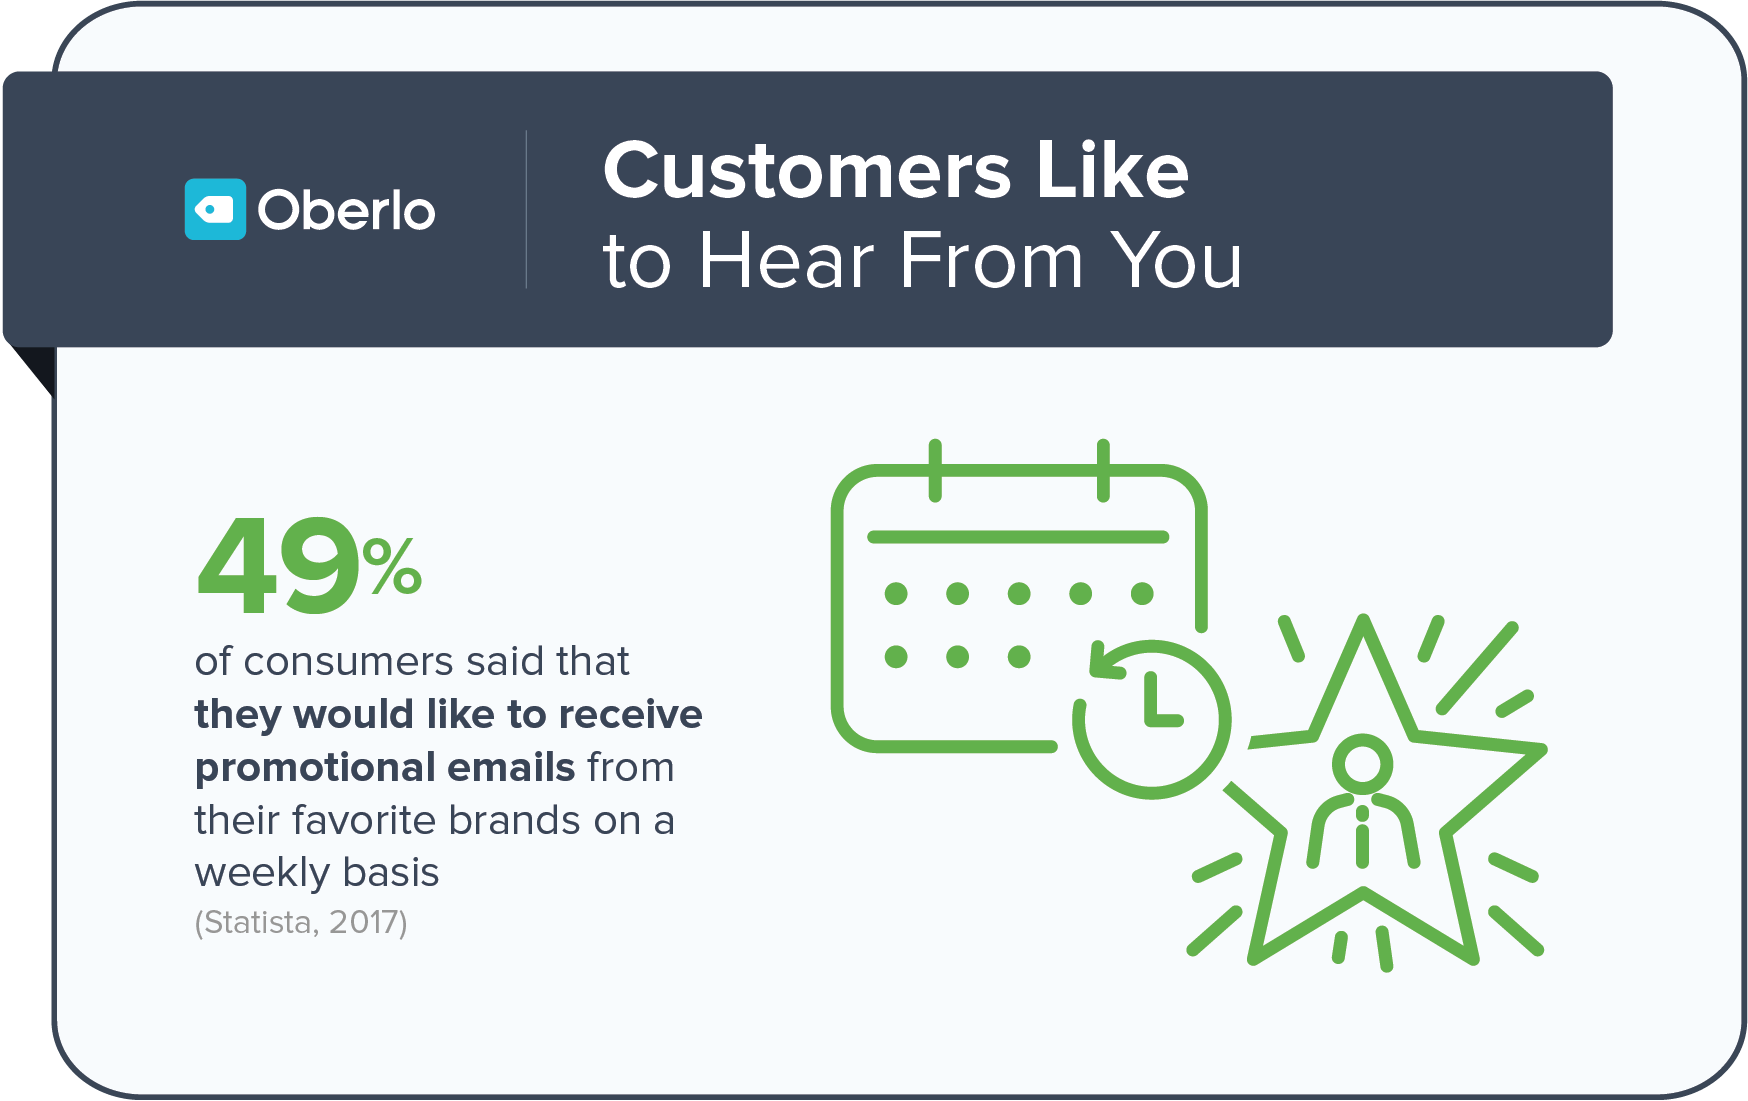 Oberlo
Customers Like
to Hear From You
49%
of consumers said that
they would like to receive
promotional emails from
their favorite brands on a
weekly basis
(Statista, 2017)